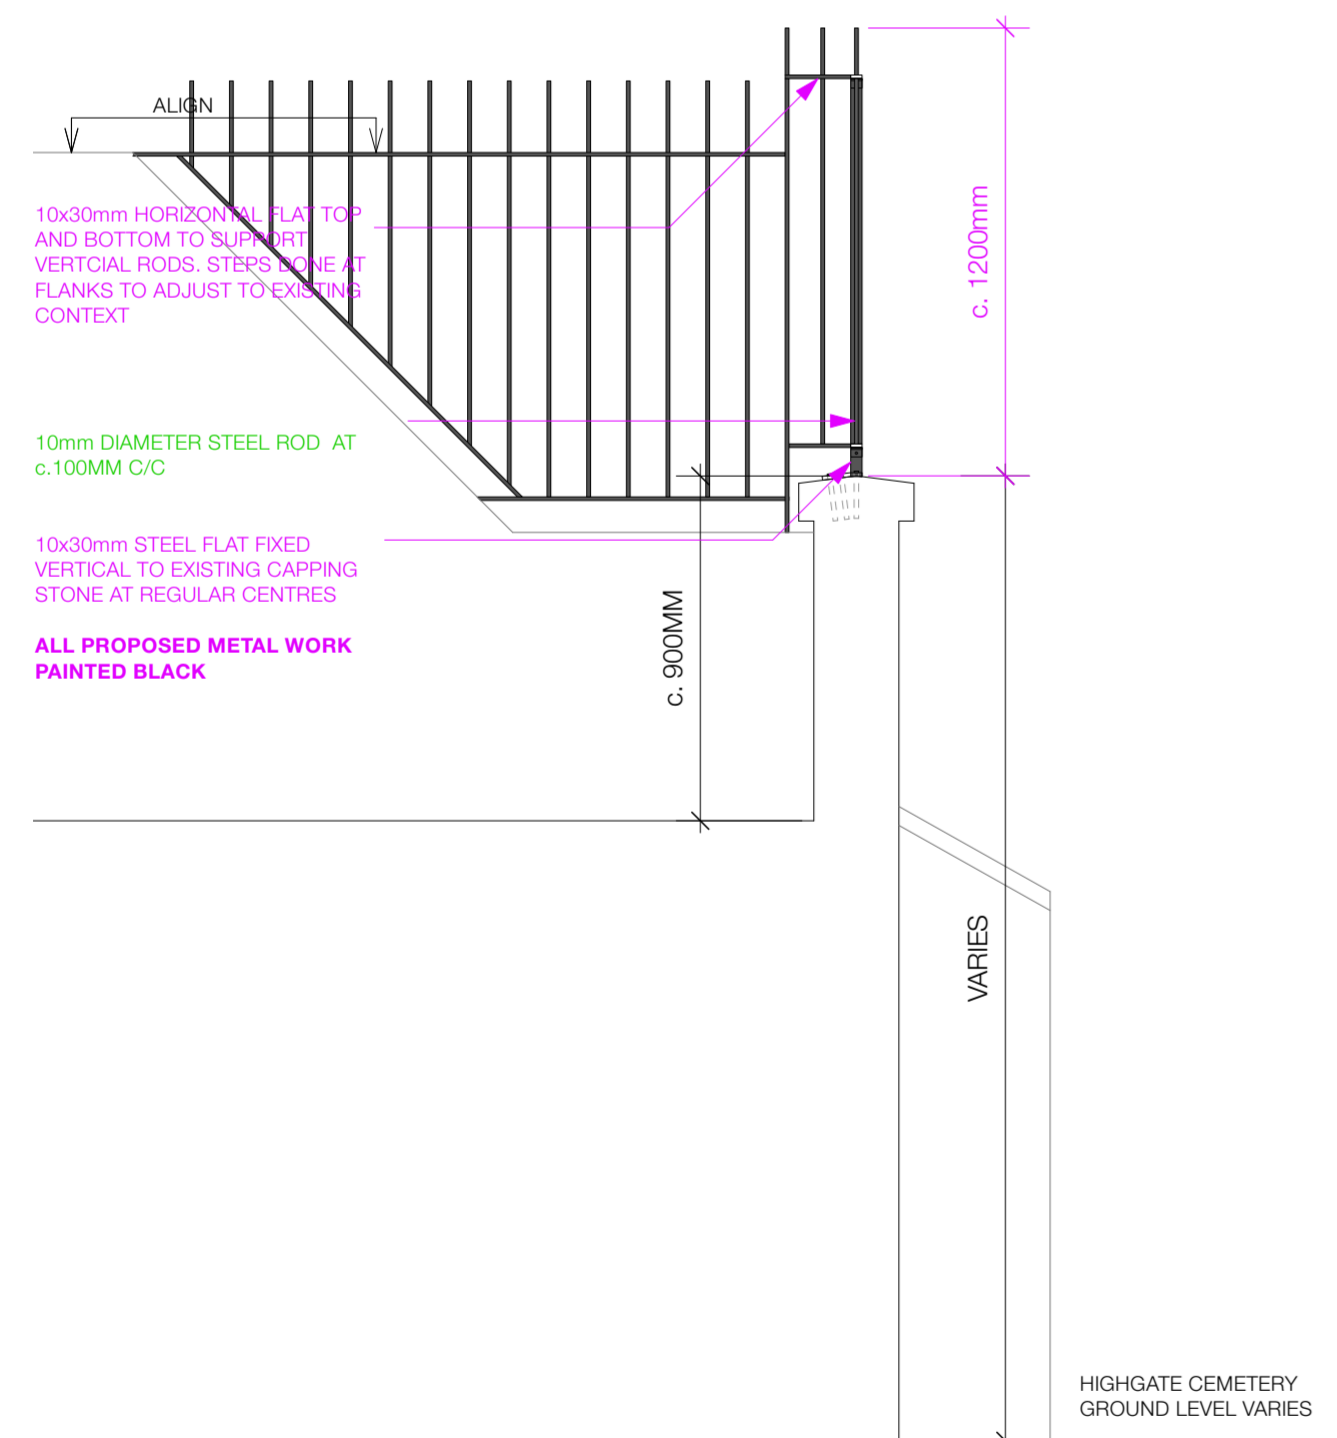 ALIGN
10x30mm HORIZONTAL FLAT TOP
AND BOTTOM TO SUPPORT
VERTCIAL RODS. STEPS DONE AT
FLANKS TO ADJUST TO EXISTING
CONTEXT
c. 1200mm
10mm DIAMETER STEEL ROD AT
c.100MM C/C
10x30mm STEEL FLAT FIXED
VERTICAL TO EXISTING CAPPING
STONE AT REGULAR CENTRES
ALL PROPOSED METAL WORK
PAINTED BLACK
c. 900MM
VARIES
HIGHGATE CEMETERY
GROUND LEVEL VARIES